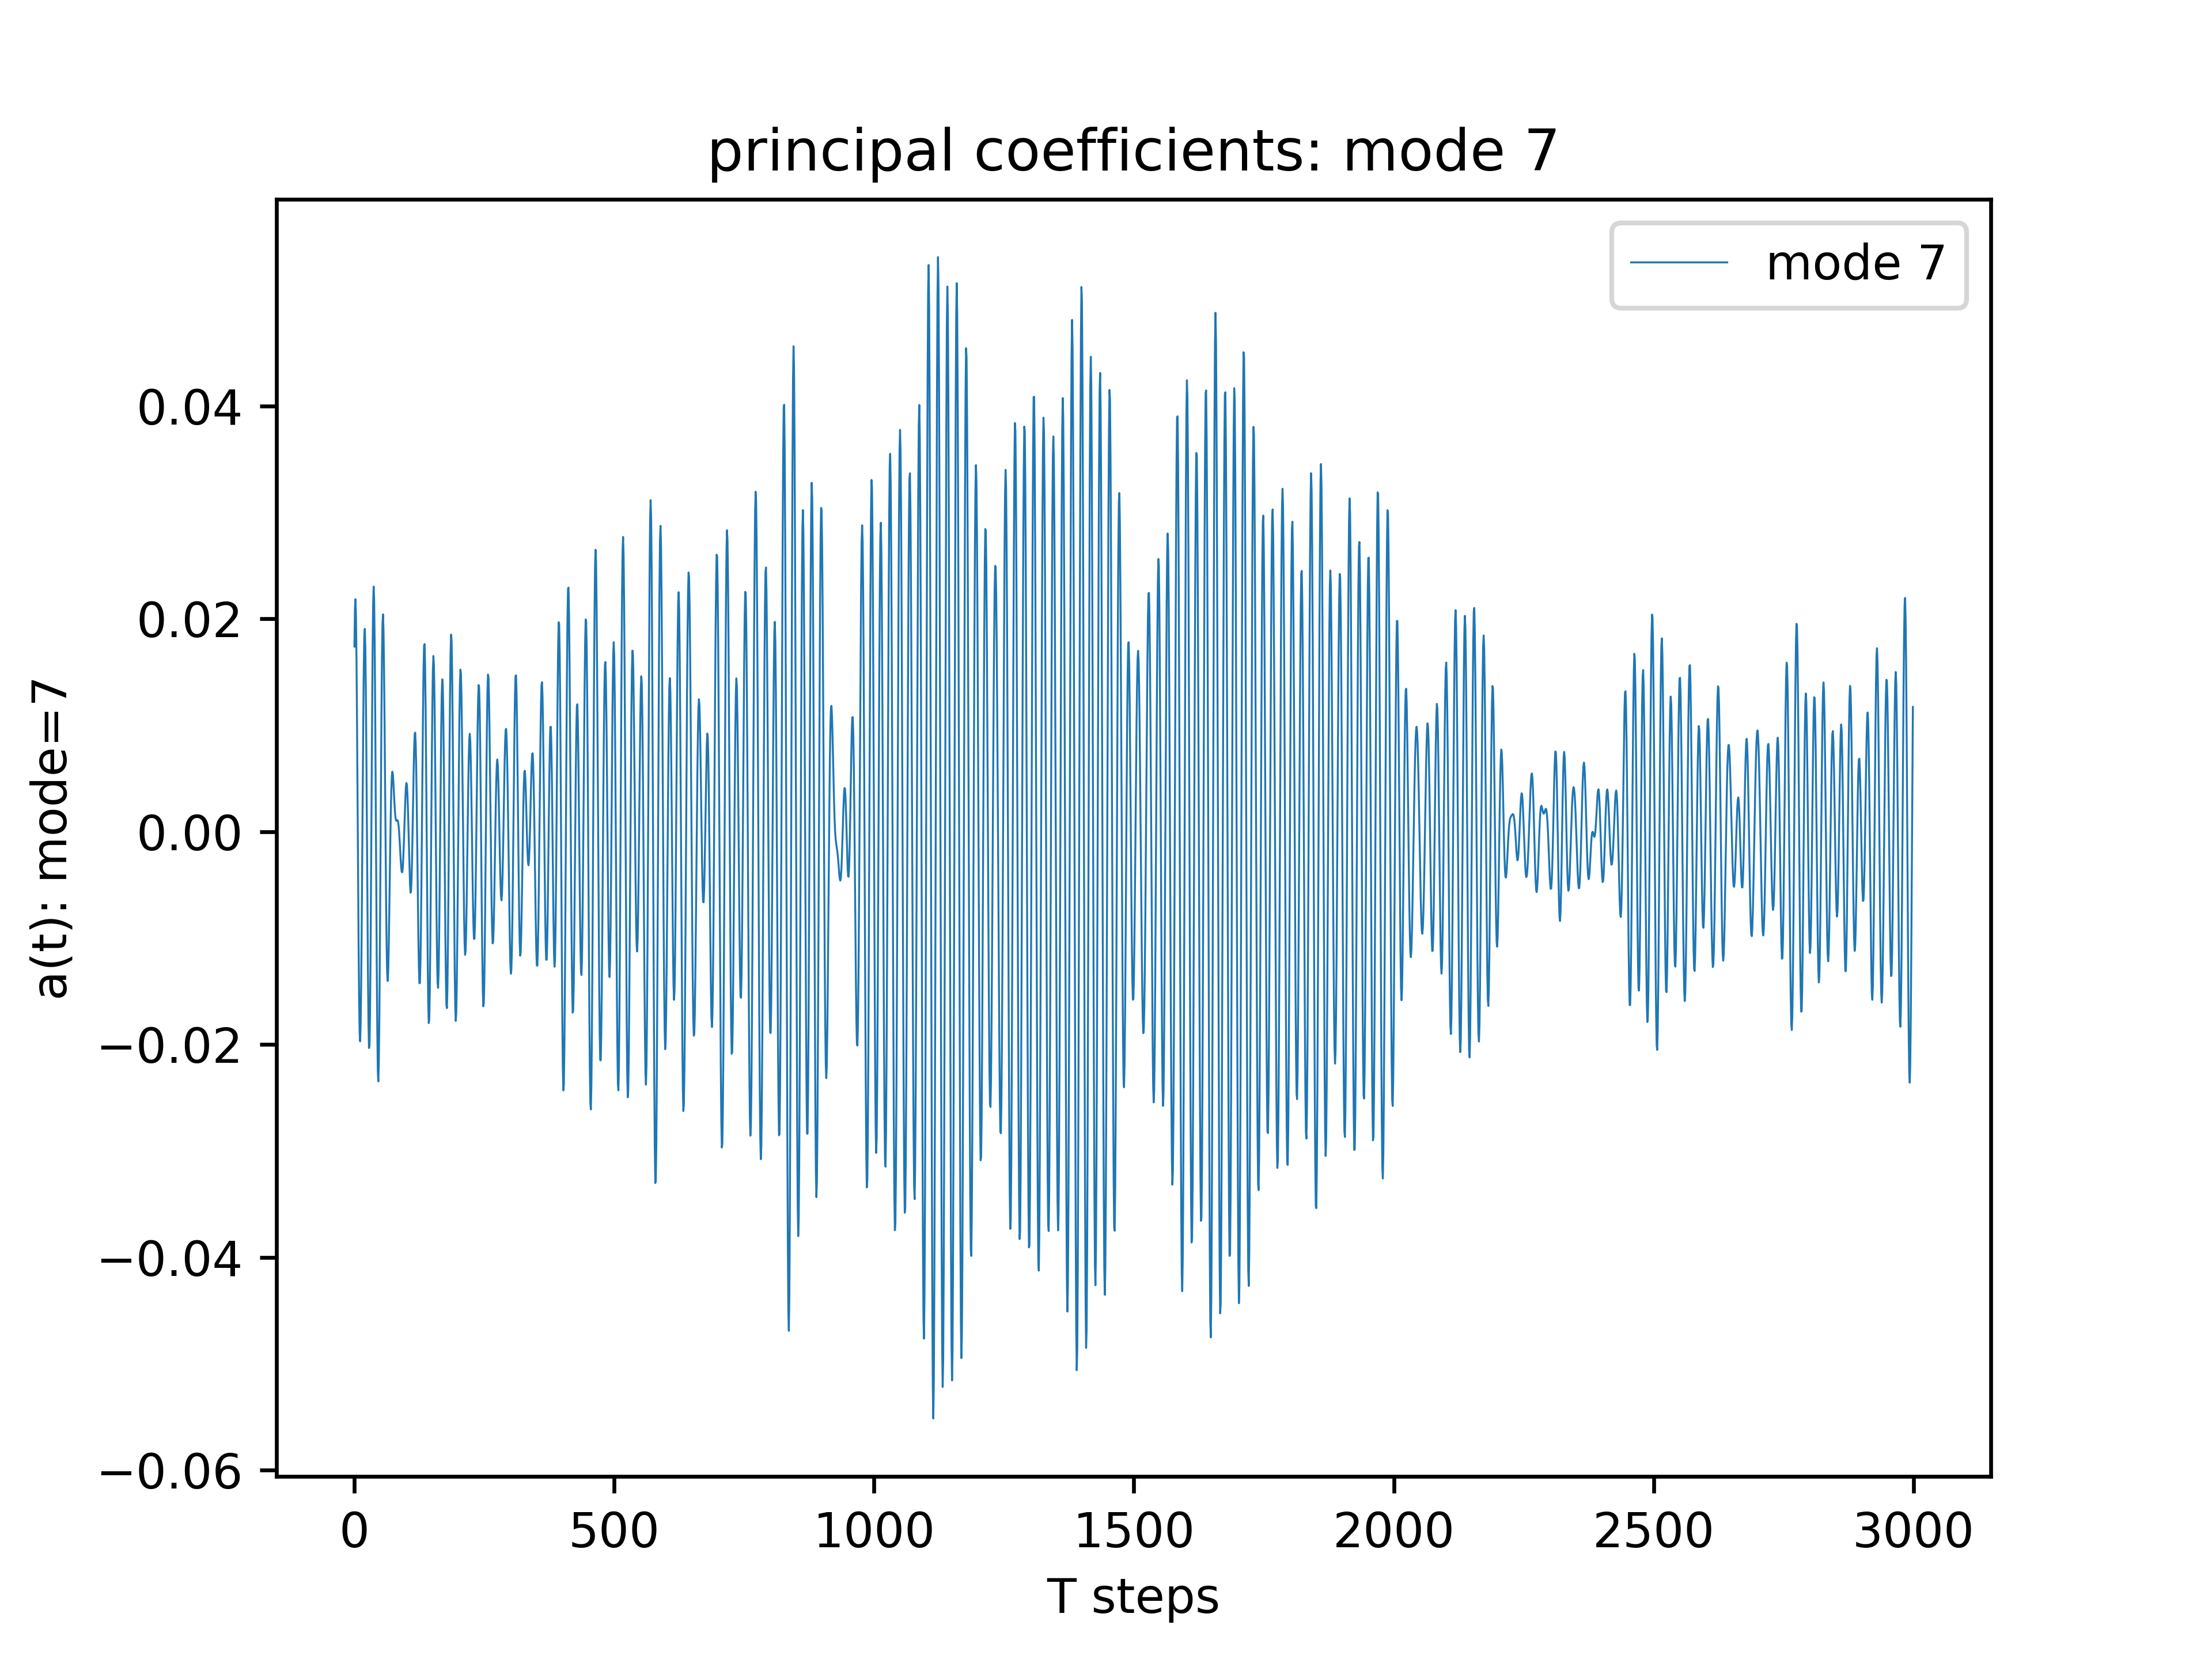 principal coefficients: mode 7
mode 7
a(t): mode=7
0.04
0.02
0.00
−0.02
−0.04
−0.06
0 500 1000 1500 2000 2500 3000
T steps